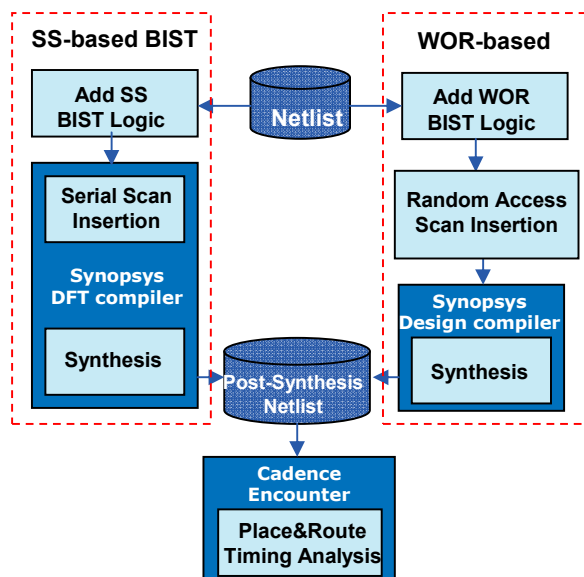 SS-based BIST
Add SS
BIST Logic
Serial Scan
Insertion
Synopsys
DFT compiler
Synthesis
Netlist
WOR-based
Add WOR
BIST Logic
Random Access
Scan Insertion
Synopsys
Design compiler
Synthesis
Post-Synthesis
Netlist
Cadence
Encounter
Place&Route
Timing Analysis